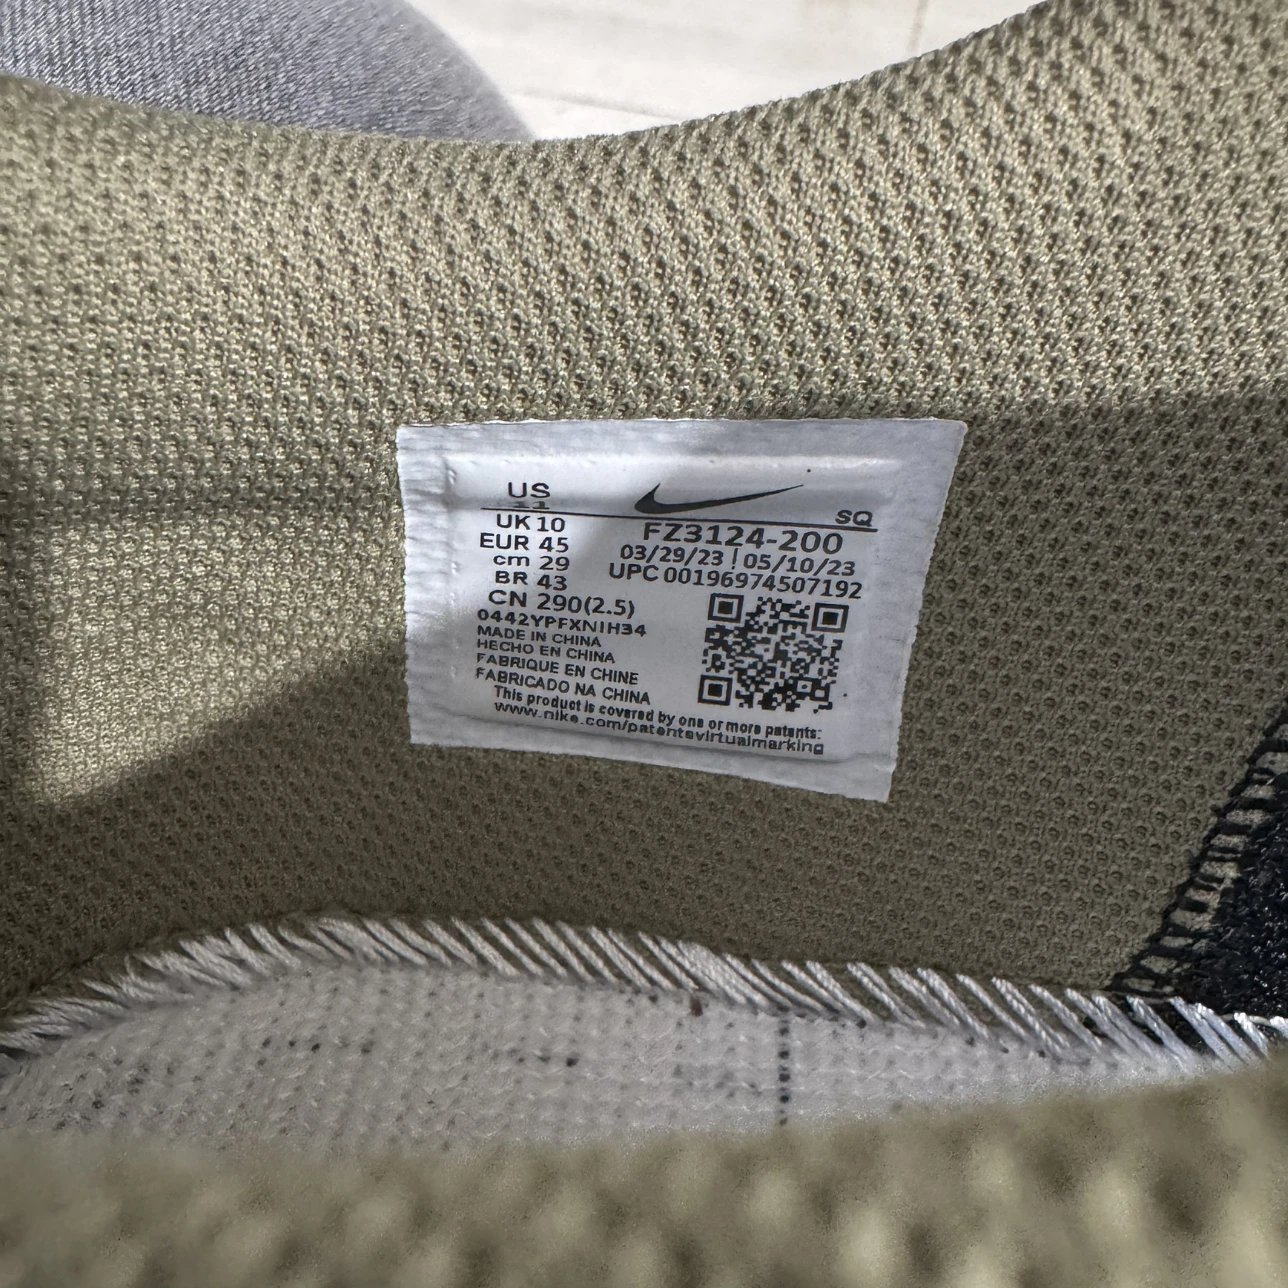 US
11
SQ
UK 10
FZ3124-200
EUR 45
03/29/23 | 05/10/23
cm 29
UPC 00196974507192
BR 43
CN 290(2.5)
0442YPFXNIH34
MADE IN CHINA
HECHO EN CHINA
FABRIQUE EN CHINE
FABRICADO NA CHINA
This product is covered by one or more patents:
www.nike.com/patentsvirtualmarking